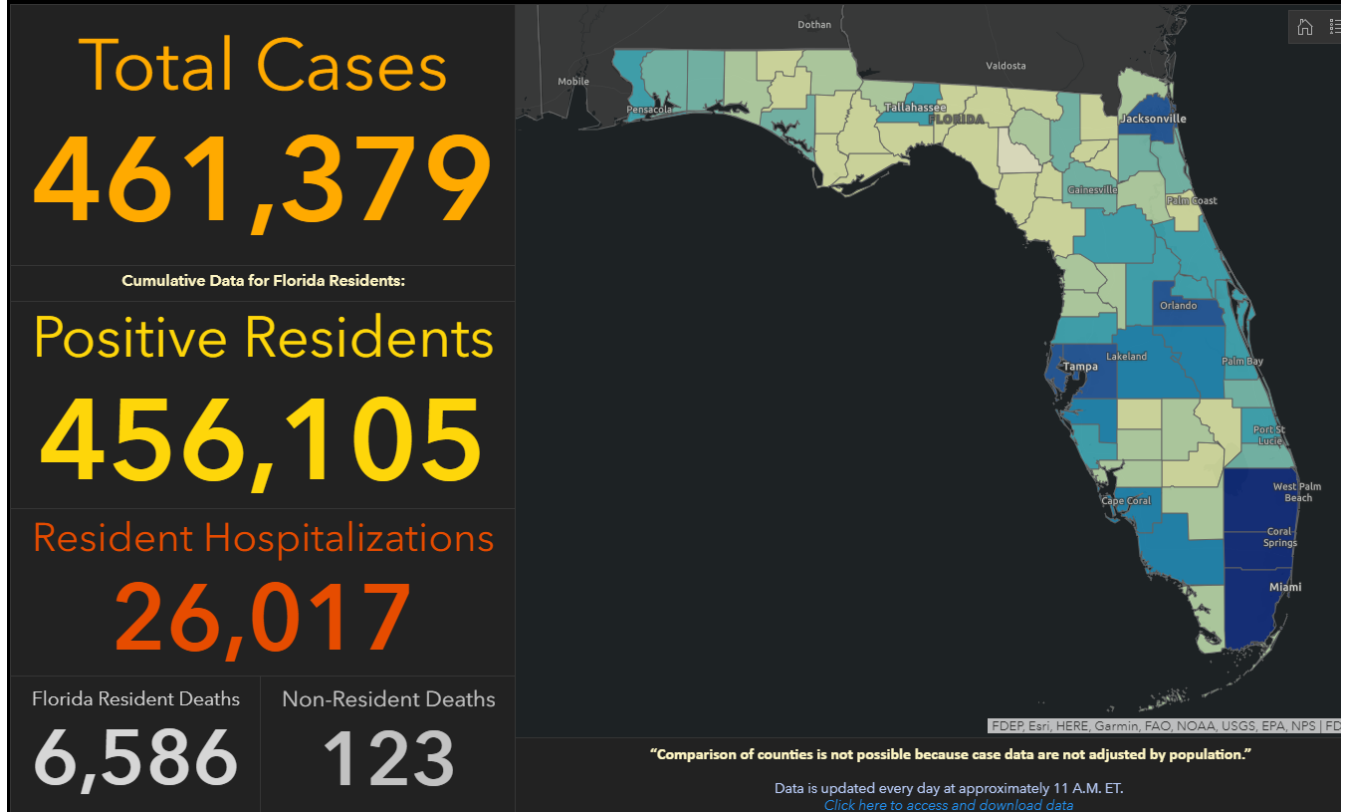 Total Cases
461,379
Cumulative Data for Florida Residents:
Positive Residents
456,105
Resident Hospitalizations
26,017
Florida Resident Deaths
6,586
Non-Resident Deaths
123
Dothan
Mobile
Valdosta
Pensacola
Tallahassee
FLORIDA
Jacksonville
Gainesville
Palm Coast
Orlando
Lakeland
Tampa
Palm Bay
Port St
Lucie
Cape Coral
West Palm
Beach
Coral
Springs
Miami
FDEP, Esri, HERE, Garmin, FAO, NOAA, USGS, EPA, NPS | FD
“Comparison of counties is not possible because case data are not adjusted by population.”
Data is updated every day at approximately 11 A.M. ET.
Click here to access and download data